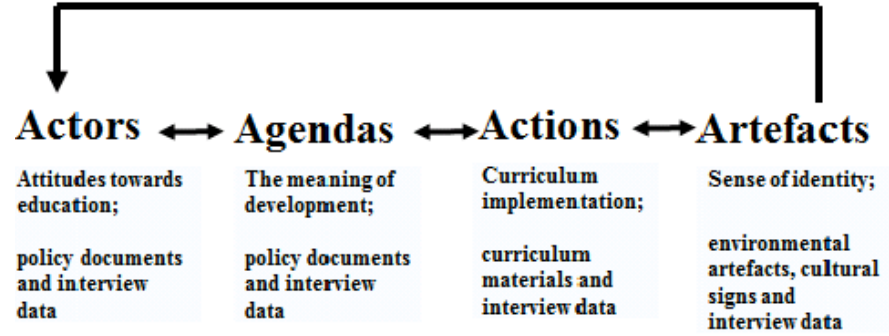 Actors Agendas Actions Artefacts
Attitudes towards
education;
policy documents
and interview
data
The meaning of
development;
policy documents
and interview
data
Curriculum
implementation;
curriculum
materials and
interview data
Sense of identity;
environmental
artefacts, cultural
signs and
interview data